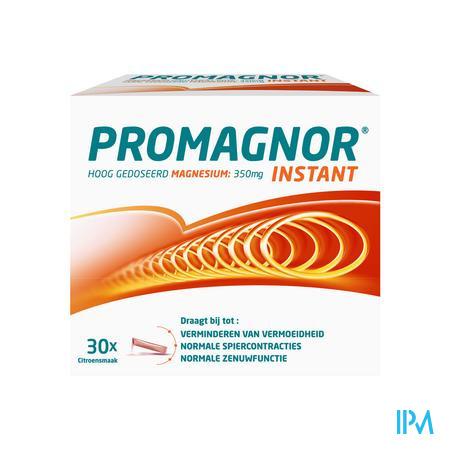 PROMAGNOR®
PROMAGNOR®
HOOG GEDOSEERD MAGNESIUM: 350mg INSTANT
Draagt bij tot :
VERMINDEREN VAN VERMOEIDHEID
NORMALE SPIERCONTRACTIES
NORMALE ZENUWFUNCTIE
30x
Citroensmaak
IPM